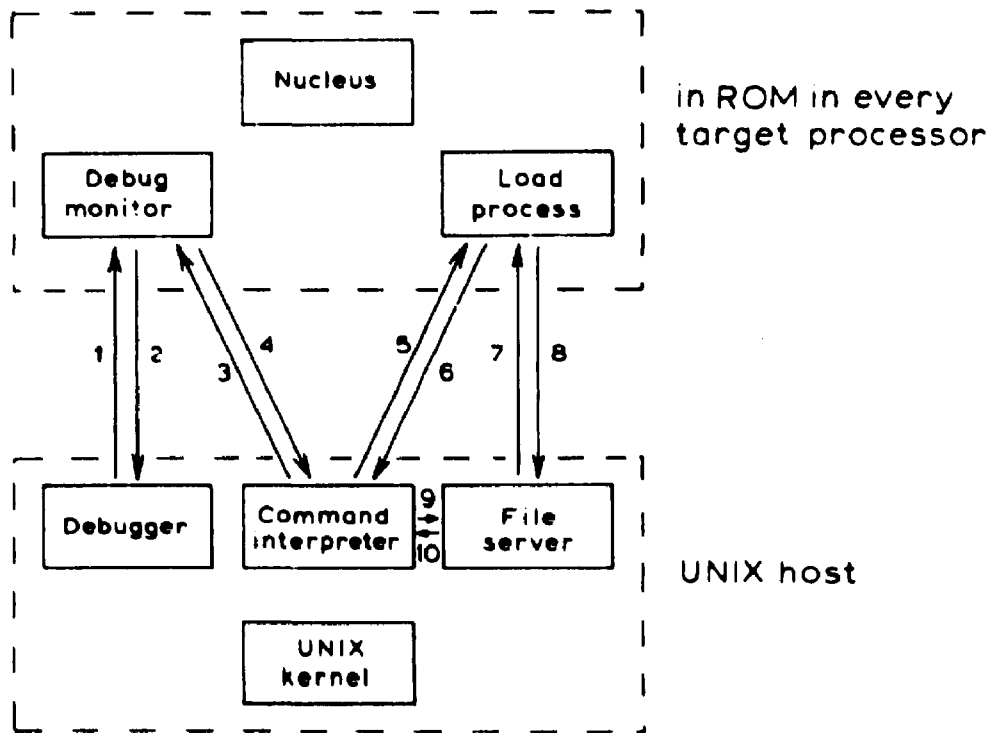 Nucleus
in ROM in every
target processor
Debug
monitor
Load
process
1
2
3
4
5
6
7
8
Debugger
Command
interpreter
9
10
File
server
UNIX host
UNIX
kernel